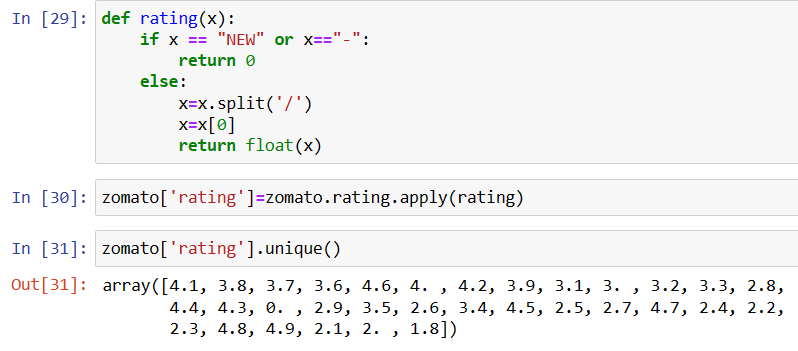 In [29]: def rating(x):
    if x == "NEW" or x=="-":
        return 0
    else:
        x=x.split('/')
        x=x[0]
        return float(x)
In [30]: zomato['rating']=zomato.rating.apply(rating)
In [31]: zomato['rating'].unique()
Out[31]: array([4.1, 3.8, 3.7, 3.6, 4.6, 4. , 4.2, 3.9, 3.1, 3. , 3.2, 3.3, 2.8,
       4.4, 4.3, 0. , 2.9, 3.5, 2.6, 3.4, 4.5, 2.5, 2.7, 4.7, 2.4, 2.2,
       2.3, 4.8, 4.9, 2.1, 2. , 1.8])